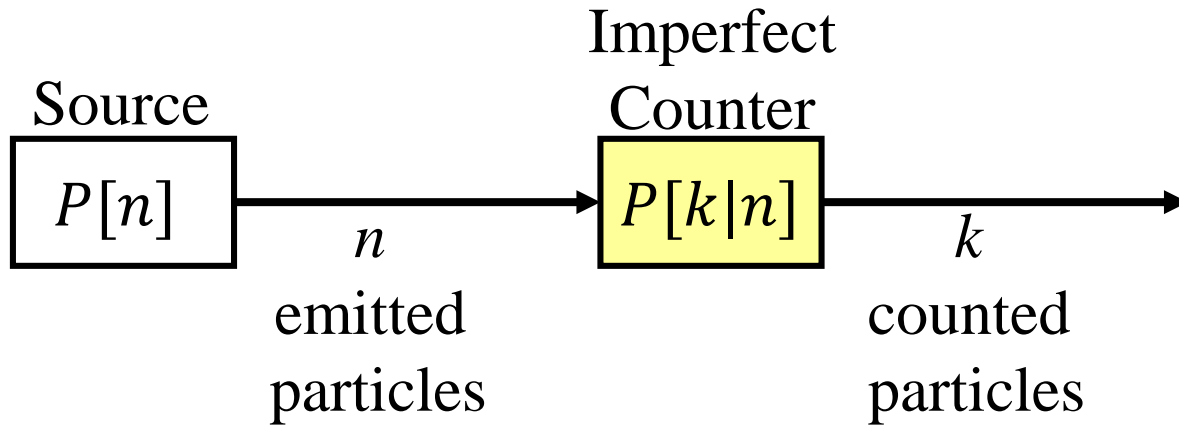 Source
P[n]
n
emitted
particles
Imperfect
Counter
P[k|n]
k
counted
particles